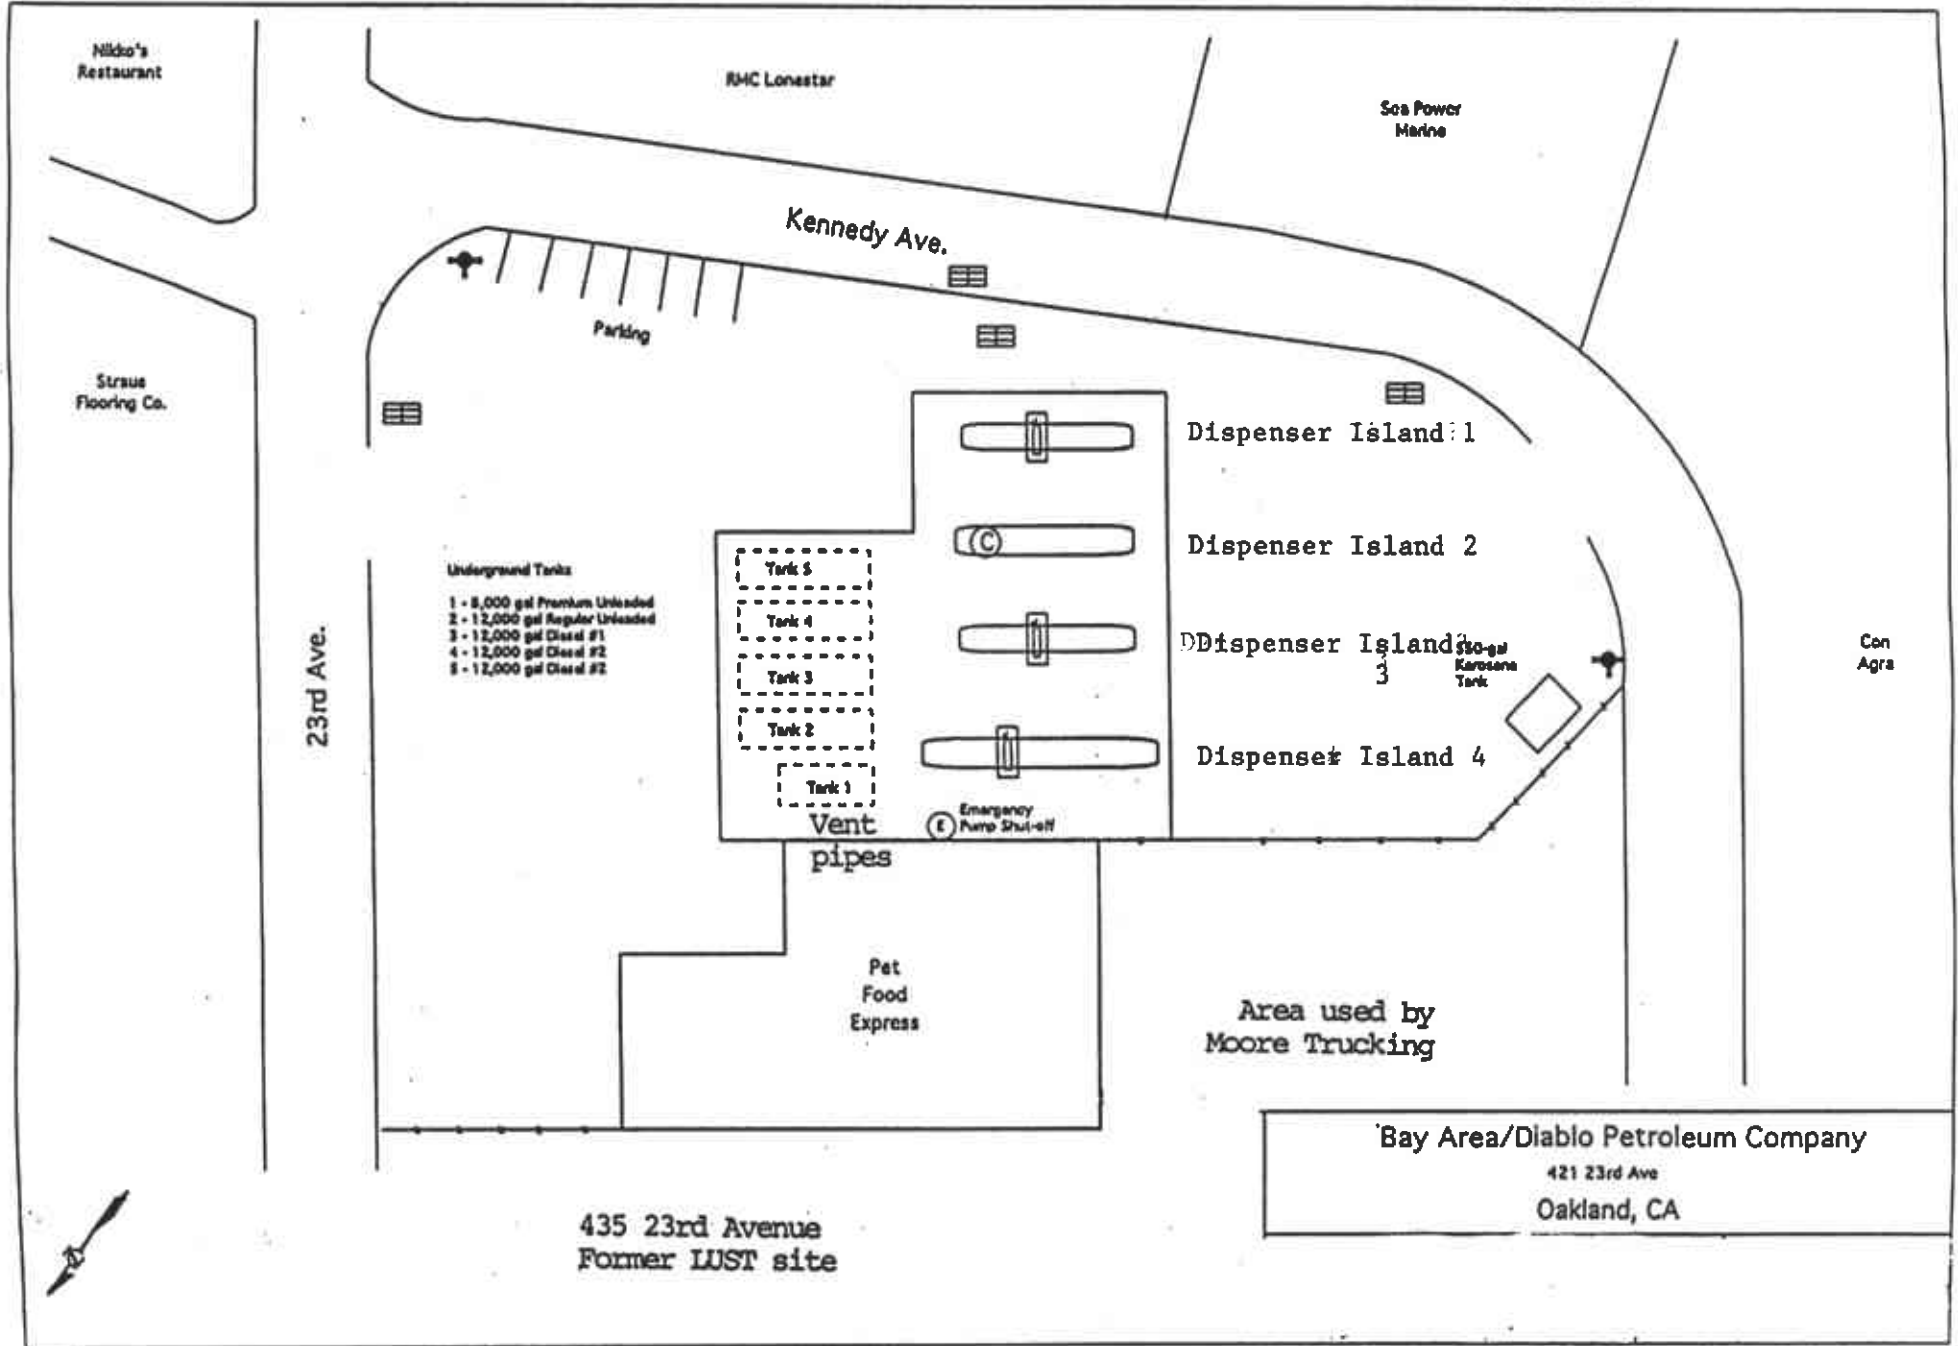 Nikko's
Restaurant
RMC Lonestar
Sea Power
Marine
Kennedy Ave.
Parking
Straus
Flooring Co.
Dispenser Island 1
Dispenser Island 2
Underground Tanks
1 - 8,000 gal Premium Unleaded
2 - 12,000 gal Regular Unleaded
3 - 12,000 gal Diesel #1
4 - 12,000 gal Diesel #2
5 - 12,000 gal Diesel #2
Tank 5
Tank 4
Tank 3
Tank 2
Tank 1
C
DDispenser Island
3
550-gal
Kerosene
Tank
Con
Agra
23rd Ave.
Dispenser Island 4
Vent
pipes
E
Emergency
Pump Shut-off
Pet
Food
Express
Area used by
Moore Trucking
Bay Area/Diablo Petroleum Company
421 23rd Ave
Oakland, CA
435 23rd Avenue
Former LUST site
N